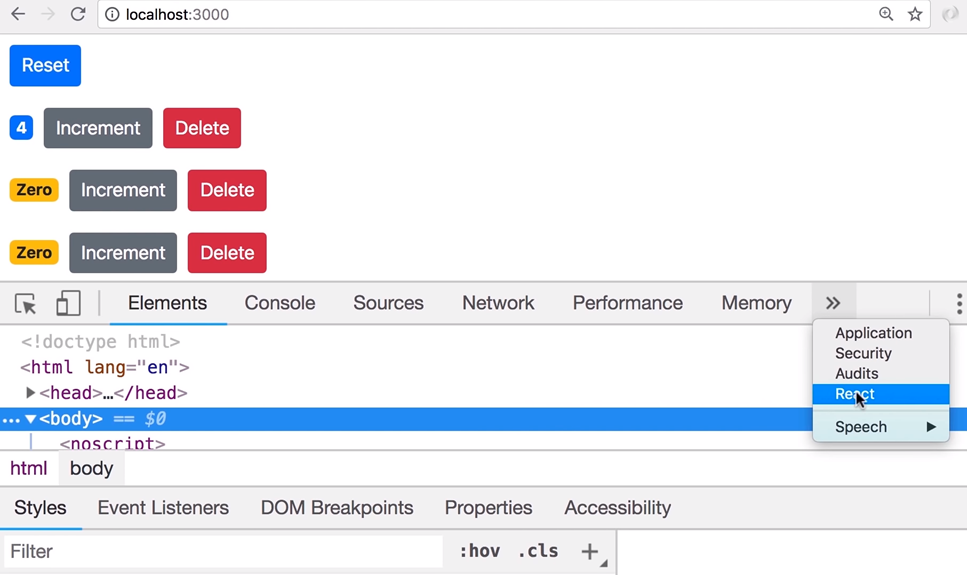 localhost:3000
Reset
4 Increment Delete
Zero Increment Delete
Zero Increment Delete
Elements Console Sources Network Performance Memory »
Application
Security
Audits
React
Speech
<!doctype html>
<html lang="en">
<head>…</head>
<body> == $0
<noscript>
html body
Styles Event Listeners DOM Breakpoints Properties Accessibility
Filter :hov .cls +